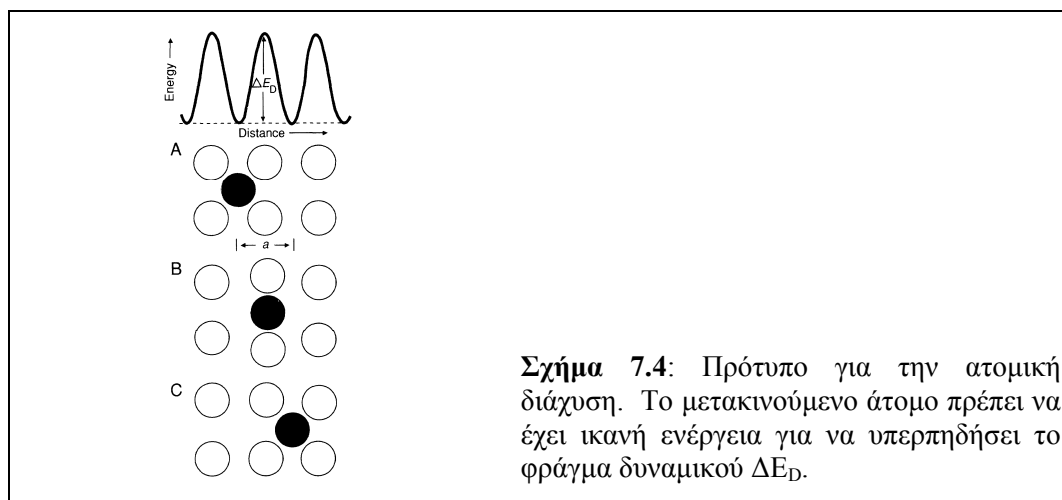 Energy
ΔE_D
Distance
A
a
B
C
Σχήμα 7.4: Πρότυπο για την ατομική
διάχυση. Το μετακινούμενο άτομο πρέπει να
έχει ικανή ενέργεια για να υπερπηδήσει το
φράγμα δυναμικού ΔE_D.